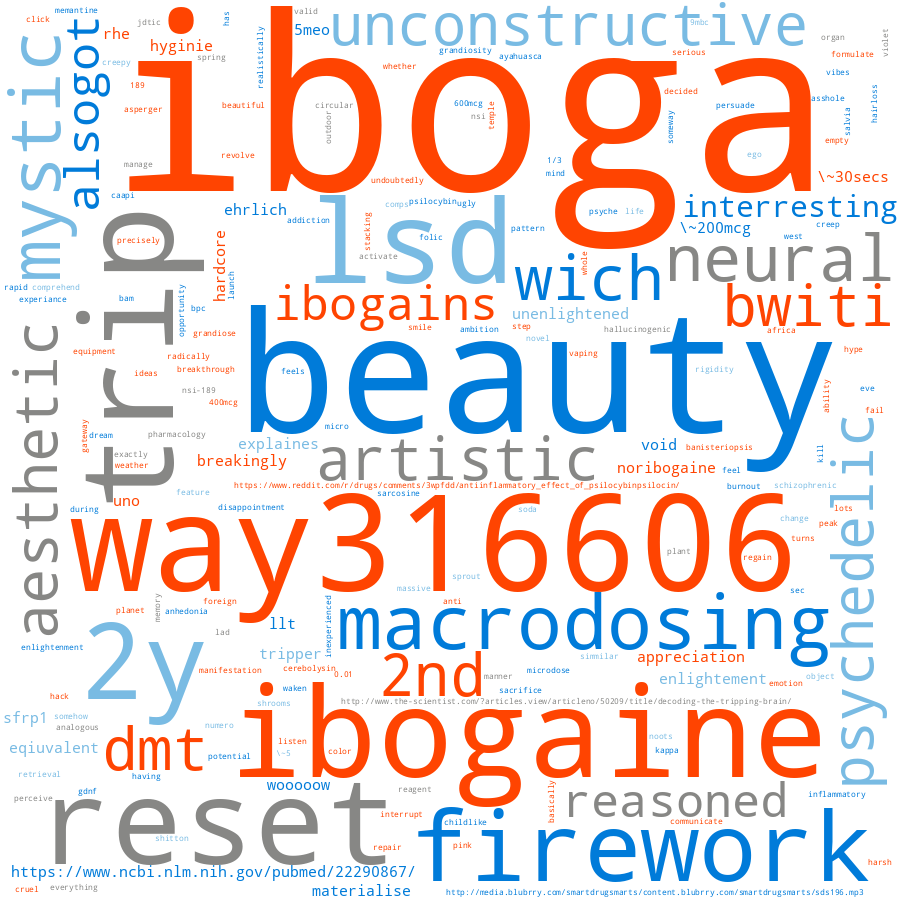 memantine
click
jdtic
has
valid
5meo
unconstructive
9mbc
organ
violet
mystic
alsogot
rhe
hyginie
spring
realistically
grandiosity
ayahuasca
whether
serious
formulate
iboga
creepy
189
vibes
asperger
beautiful
circular
600mcg
nsi
temple
decided
persuade
asshole
salvia
hairloss
outdoor
someway
empty
manage
revolve
1/3
mind
ego
undoubtedly
\~30secs
caapi
trip
ehrlich
lsd
comps
psilocybin
ugly
psyche
life
interresting
addiction
stacking
pattern
\~200mcg
west
creep
precisely
hardcore
launch
activate
folic
whole
wich
neural
rapid
comprehend
experiance
bam
opportunity
bpc
ibogains
unenlightened
bwiti
africa
aesthetic
equipment
grandiose
smile
ambition
step
hallucinogenic
novel
hype
ideas
radically
breakthrough
feels
beauty
vaping
rigidity
nsi-189
400mcg
ability
eve
fail
gateway
dream
pharmacology
micro
explaines
artistic
void
banisteriopsis
kill
psychedelic
exactly
weather
breakingly
noribogaine
feel
burnout
schizophrenic
https://www.reddit.com/r/drugs/comments/3wpfdd/antiinflammatory_effect_of_psilocybinpsilocin/
during
uno
feature
disappointment
sarcosine
way316606
soda
change
peak
lots
turns
plant
regain
massive
sprout
sec
planet
memory
anhedonia
foreign
anti
macrodosing
2y
lad
llt
inexperienced
enlightenment
tripper
similar
appreciation
manifestation
cerebolysin
0.01
2nd
manner
microdose
enlightement
emotion
object
hack
waken
shrooms
sacrifice
http://www.the-scientist.com/?articles.view/articleno/50209/title/decoding-the-tripping-brain/
sfrp1
somehow
analogous
numero
listen
color
ibogaine
noots
eqiuvalent
dmt
potential
\~5
kappa
retrieval
having
gdnf
wooooow
reagent
basically
reasoned
inflammatory
perceive
reset
interrupt
childlike
communicate
firework
shitton
repair
pink
harsh
https://www.ncbi.nlm.nih.gov/pubmed/22290867/
cruel
everything
materialise
http://media.blubrry.com/smartdrugsmarts/content.blubrry.com/smartdrugsmarts/sds196.mp3